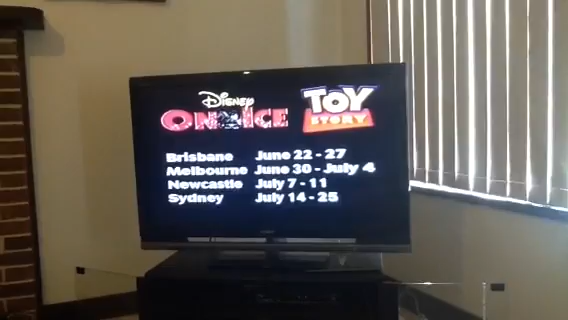 Disney
ON ICE
TOY
STORY
Brisbane June 22 - 27
Melbourne June 30 - July 4
Newcastle July 7 - 11
Sydney July 14 - 25